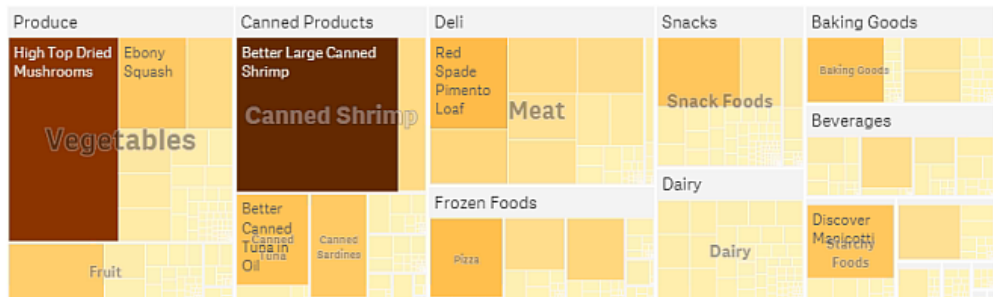 Produce
High Top Dried
Mushrooms
Ebony
Squash
Vegetables
Fruit
Canned Products
Better Large Canned
Shrimp
Canned Shrimp
Better
Canned
Tuna in
Oil
Canned
Tuna
Canned
Sardines
Deli
Red
Spade
Pimento
Loaf
Meat
Frozen Foods
Pizza
Snacks
Snack Foods
Dairy
Dairy
Baking Goods
Baking Goods
Beverages
Discover
Manicotti
Starchy
Foods